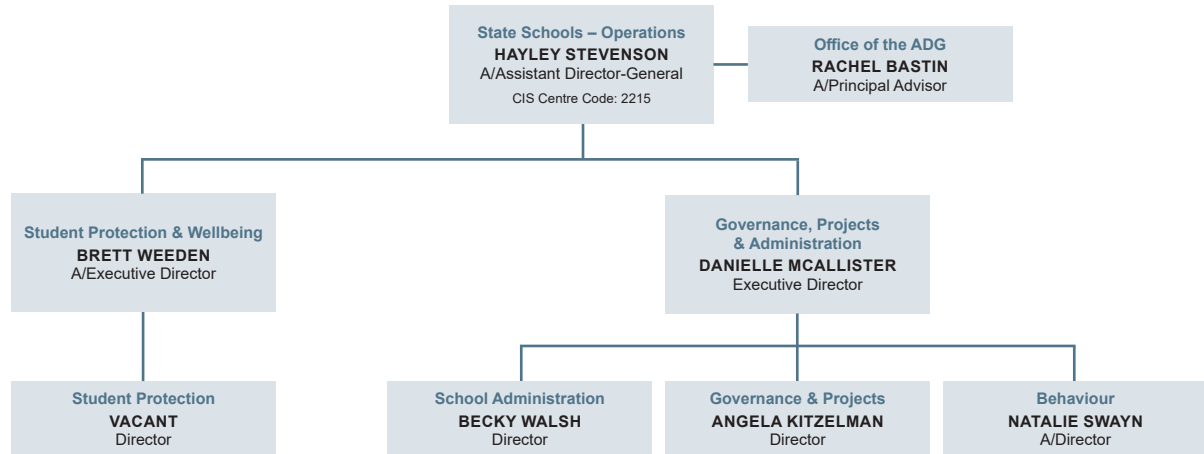 State Schools – Operations
HAYLEY STEVENSON
A/Assistant Director-General
CIS Centre Code: 2215
Office of the ADG
RACHEL BASTIN
A/Principal Advisor
Student Protection & Wellbeing
BRETT WEEDEN
A/Executive Director
Governance, Projects
& Administration
DANIELLE MCALLISTER
Executive Director
Student Protection
VACANT
Director
School Administration
BECKY WALSH
Director
Governance & Projects
ANGELA KITZELMAN
Director
Behaviour
NATALIE SWAYN
A/Director